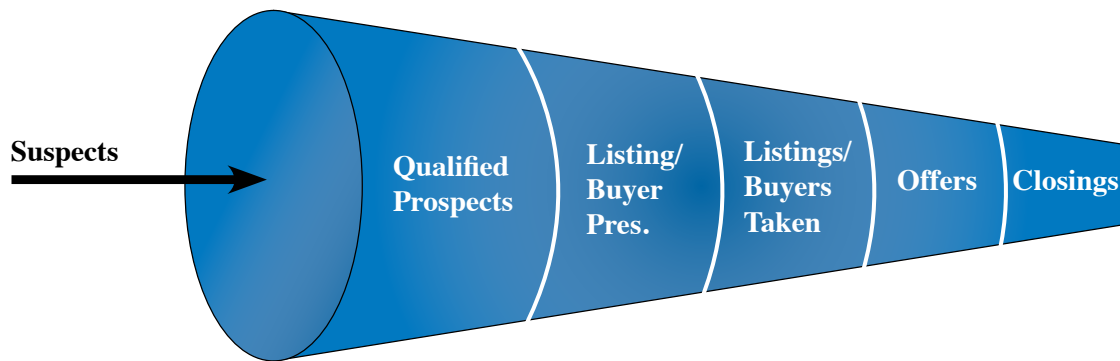 Suspects
Qualified
Prospects
Listing/
Buyer
Pres.
Listings/
Buyers
Taken
Offers
Closings